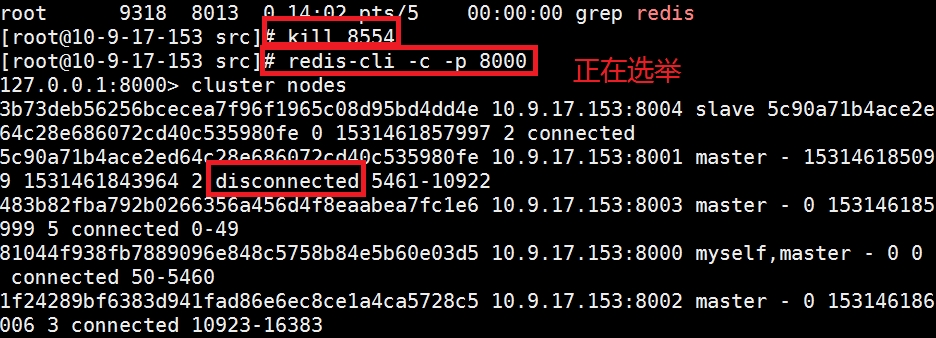 root      9318  8013  0 14:02 pts/5    00:00:00 grep redis
[root@10-9-17-153 src]# kill 8554
[root@10-9-17-153 src]# redis-cli -c -p 8000
正在选举
127.0.0.1:8000> cluster nodes
3b73deb56256bcecea7f96f1965c08d95bd4dd4e 10.9.17.153:8004 slave 5c90a71b4ace2e
64c28e686072cd40c535980fe 0 1531461857997 2 connected
5c90a71b4ace2ed64c28e686072cd40c535980fe 10.9.17.153:8001 master - 15314618509
9 1531461843964 2 disconnected 5461-10922
483b82fba792b0266356a456d4f8eaabea7fc1e6 10.9.17.153:8003 master - 0 153146185
999 5 connected 0-49
81044f938fb7889096e848c5758b84e5b60e03d5 10.9.17.153:8000 myself,master - 0 0
 connected 50-5460
1f24289bf6383d941fad86e6ec8ce1a4ca5728c5 10.9.17.153:8002 master - 0 153146186
006 3 connected 10923-16383